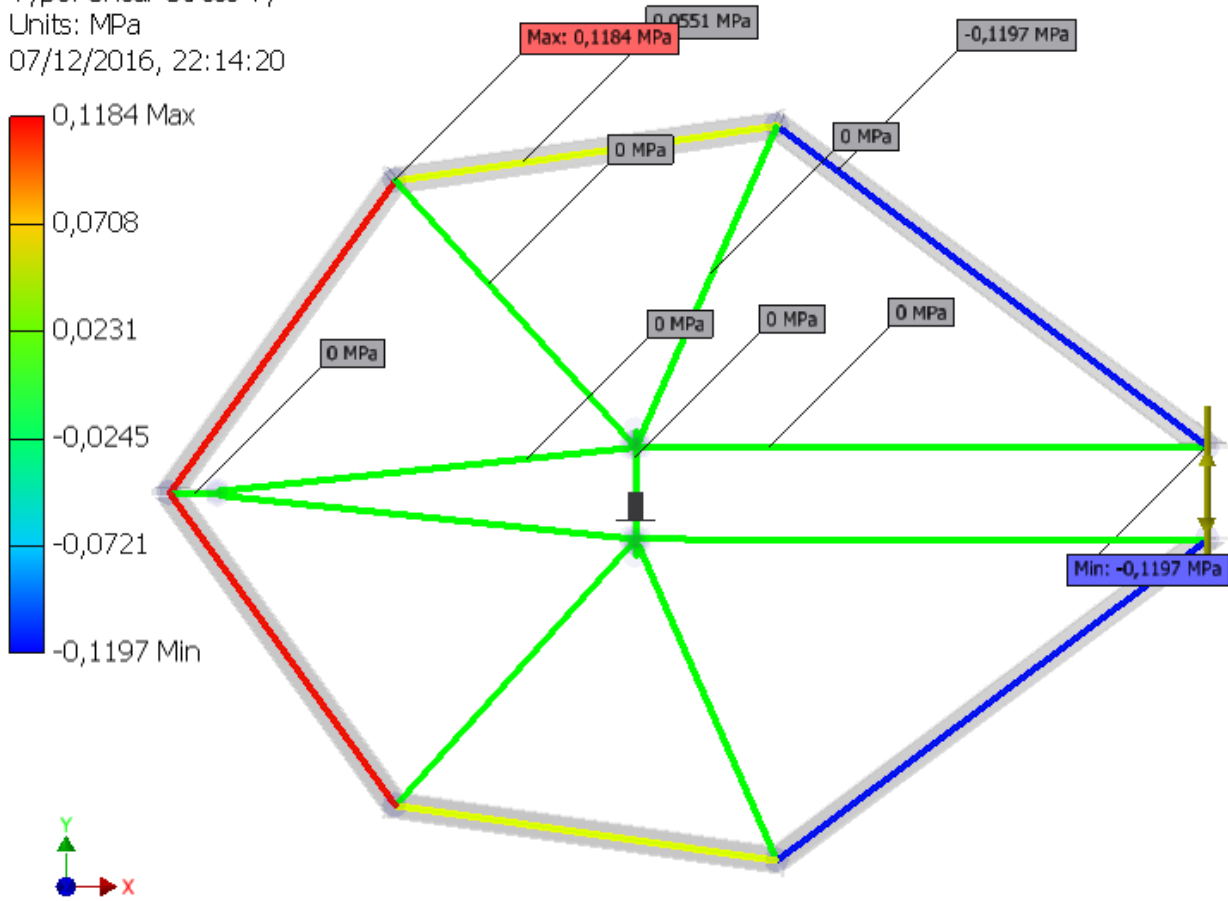 Units: MPa
07/12/2016, 22:14:20
0,1184 Max
0,0708
0,0231
-0,0245
-0,0721
-0,1197 Min
Max: 0,1184 MPa
0,0551 MPa
-0,1197 MPa
0 MPa
0 MPa
0 MPa
0 MPa
0 MPa
0 MPa
Min: -0,1197 MPa
Y
X